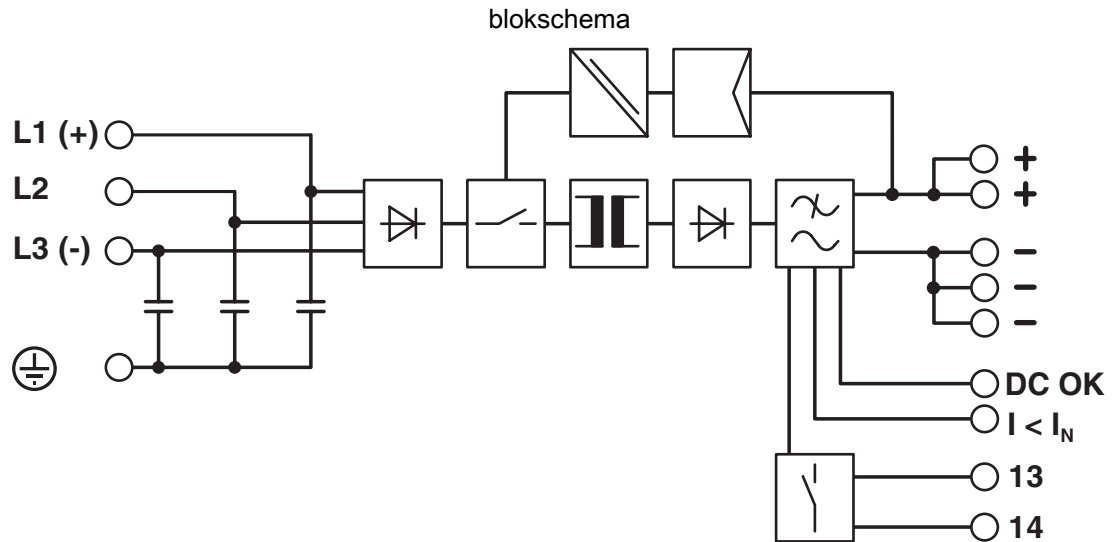 blokschema
L1 (+)
L2
L3 (-)
+
+
−
−
−
DC OK
I < IN
13
14